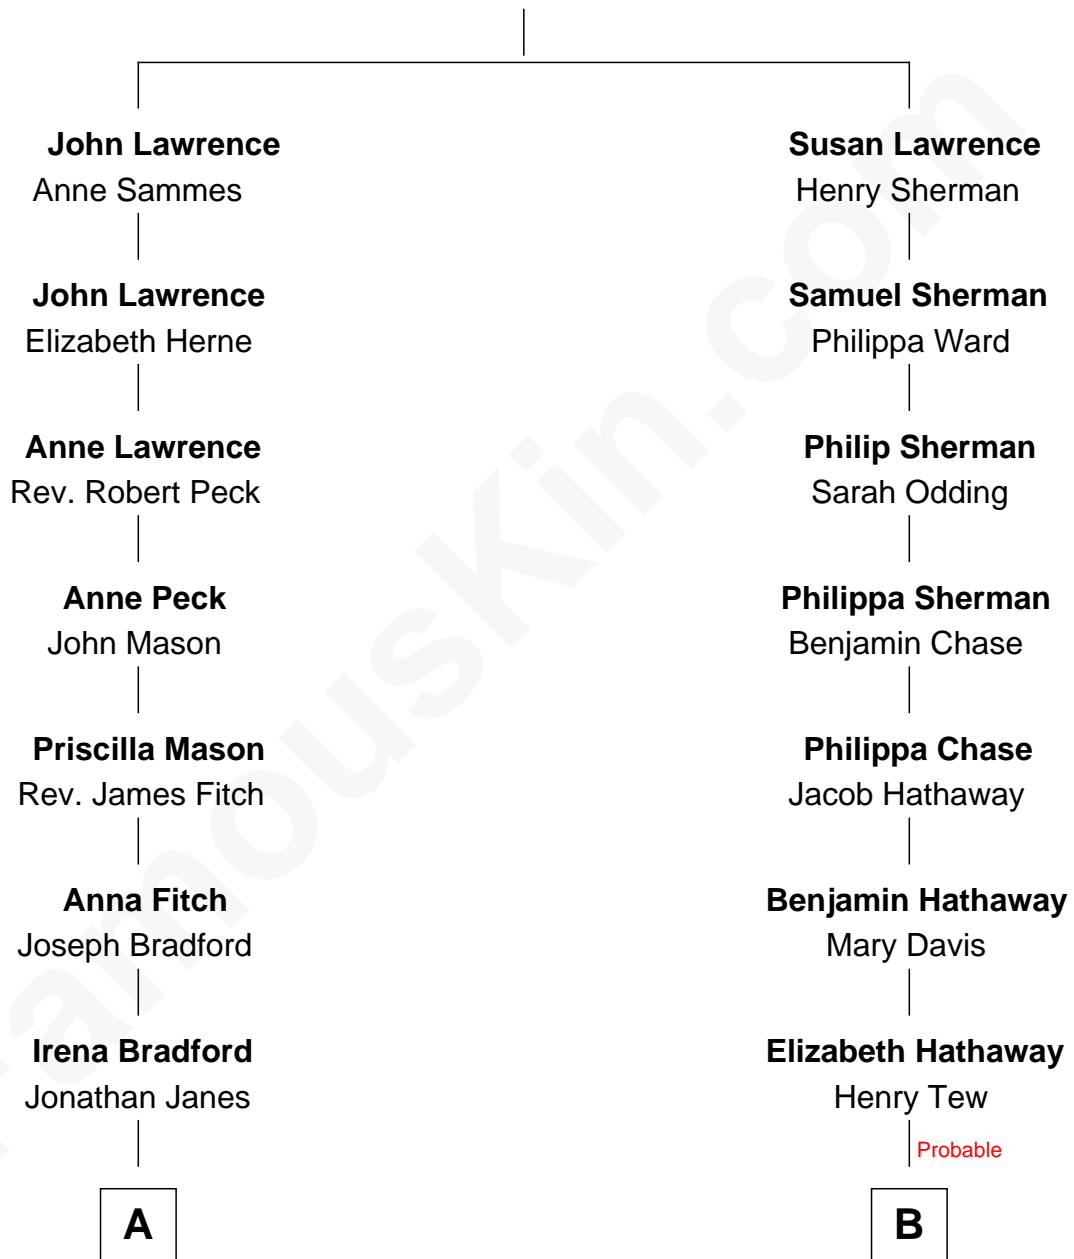 John Lawrence
Anne Sammes
John Lawrence
Elizabeth Herne
Anne Lawrence
Rev. Robert Peck
Anne Peck
John Mason
Priscilla Mason
Rev. James Fitch
Anna Fitch
Joseph Bradford
Irena Bradford
Jonathan Janes
A
Susan Lawrence
Henry Sherman
Samuel Sherman
Philippa Ward
Philip Sherman
Sarah Odding
Philippa Sherman
Benjamin Chase
Philippa Chase
Jacob Hathaway
Benjamin Hathaway
Mary Davis
Elizabeth Hathaway
Henry Tew
Probable
B
FamousKin.com